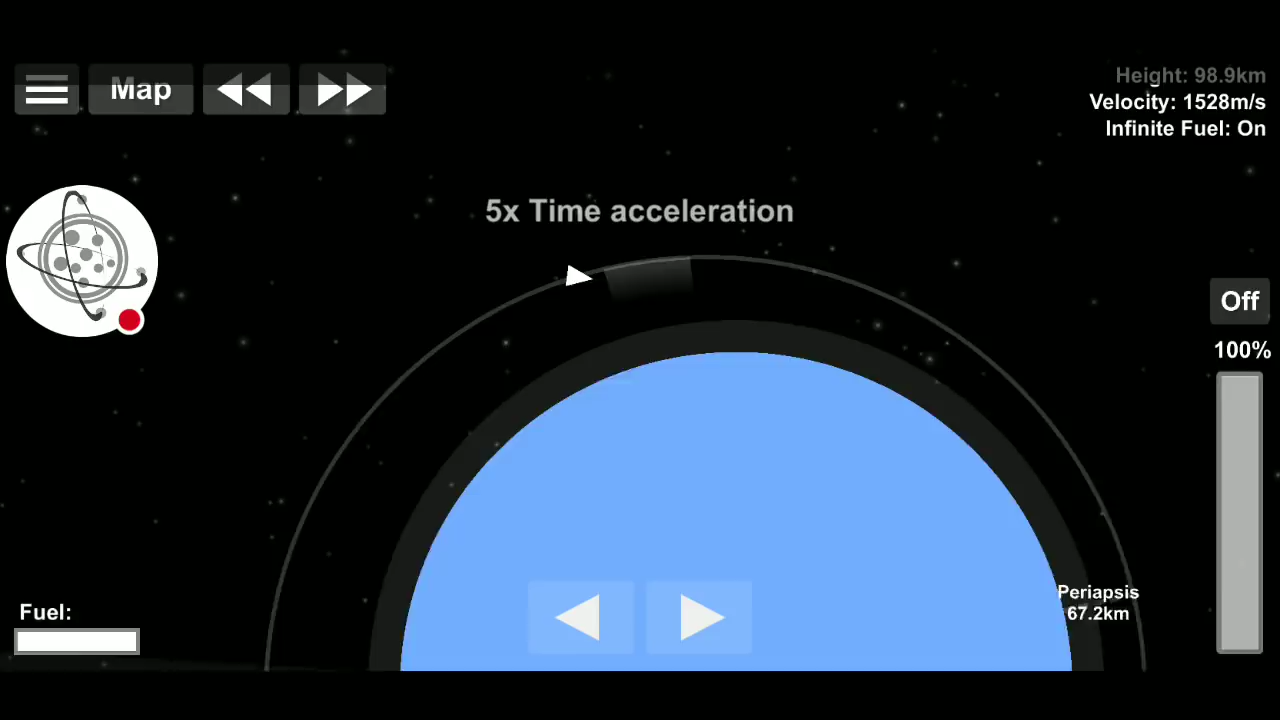 Map
Height: 98.9km
Velocity: 1528m/s
Infinite Fuel: On
5x Time acceleration
Off
100%
Periapsis
67.2km
Fuel: